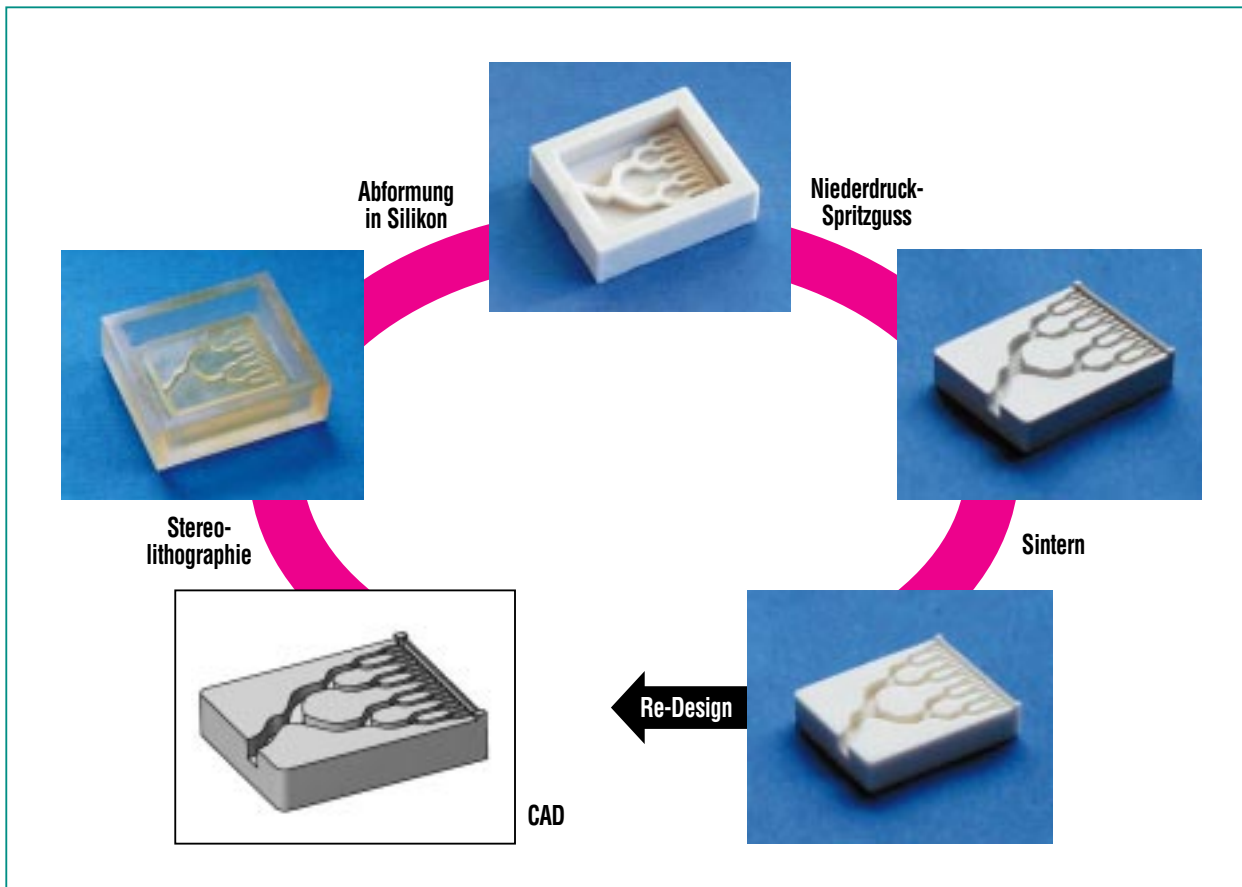 Abformung
in Silikon
Niederdruck-
Spritzguss
Stereo-
lithographie
Sintern
Re-Design
CAD